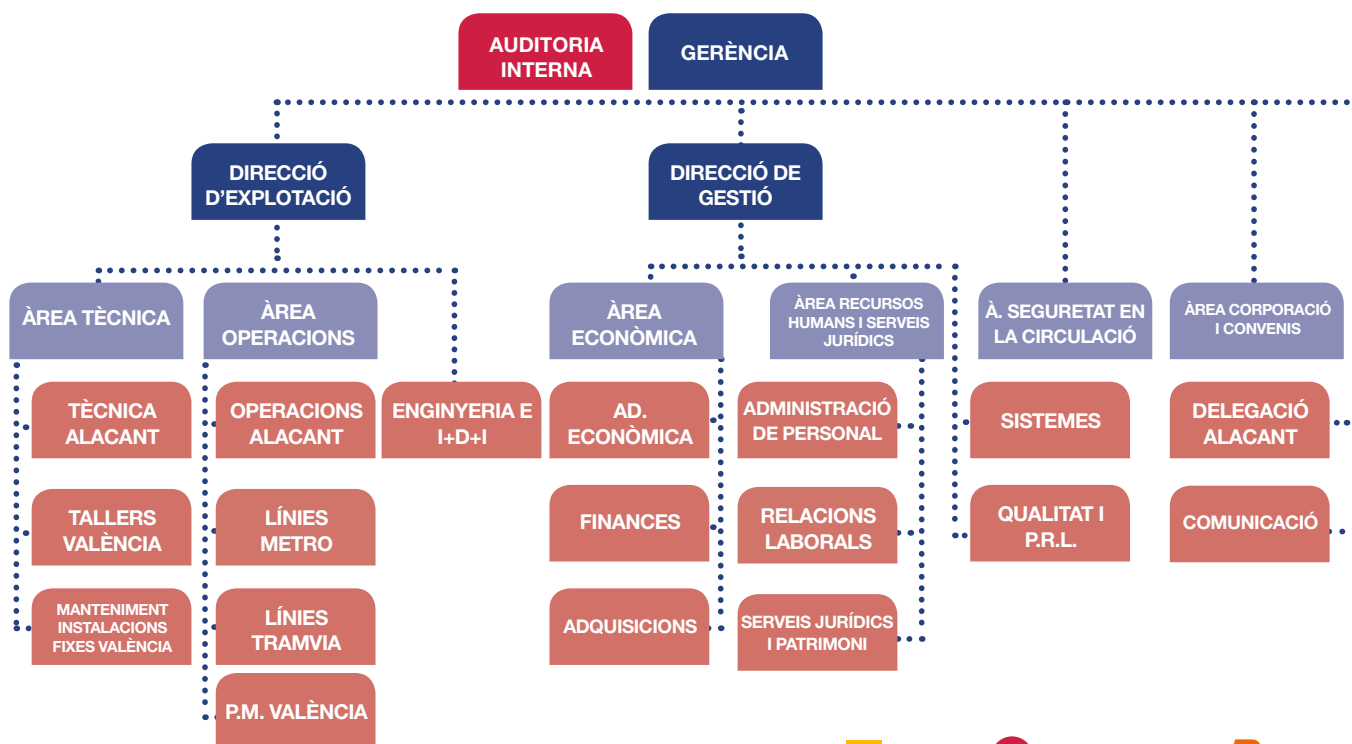 AUDITORIA
INTERNA
GERÈNCIA
DIRECCIÓ
D'EXPLOTACIÓ
DIRECCIÓ DE
GESTIÓ
ÀREA TÈCNICA
ÀREA
OPERACIONS
ÀREA
ECONÒMICA
ÀREA RECURSOS
HUMANS I SERVEIS
JURÍDICS
À. SEGURETAT EN
LA CIRCULACIÓ
ÀREA CORPORACIÓ
I CONVENIS
TÈCNICA
ALACANT
OPERACIONS
ALACANT
ENGINYERIA E
I+D+I
AD.
ECONÒMICA
ADMINISTRACIÓ
DE PERSONAL
SISTEMES
DELEGACIÓ
ALACANT
TALLERS
VALÈNCIA
LÍNIES
METRO
FINANCES
RELACIONS
LABORALS
QUALITAT I
P.R.L.
COMUNICACIÓ
MANTENIMENT
INSTALACIONS
FIXES VALÈNCIA
LÍNIES
TRAMVIA
ADQUISICIONS
SERVEIS JURÍDICS
I PATRIMONI
P.M. VALÈNCIA